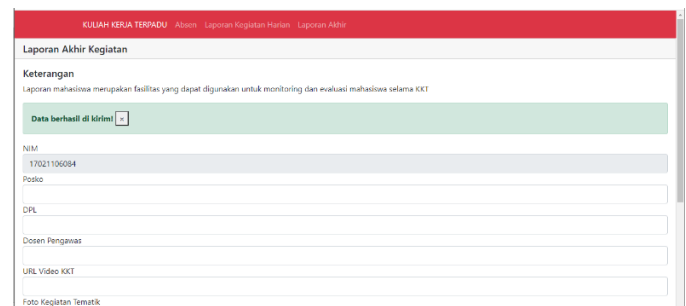 KULIAH KERJA TERPADU Absen Laporan Kegiatan Harian Laporan Akhir
Laporan Akhir Kegiatan
Keterangan
Laporan mahasiswa merupakan fasilitas yang dapat digunakan untuk monitoring dan evaluasi mahasiswa selama KKT
Data berhasil di kirim! ×
NIM
17021106084
Posko
DPL
Dosen Pengawas
URL Video KKT
Foto Kegiatan Tematik